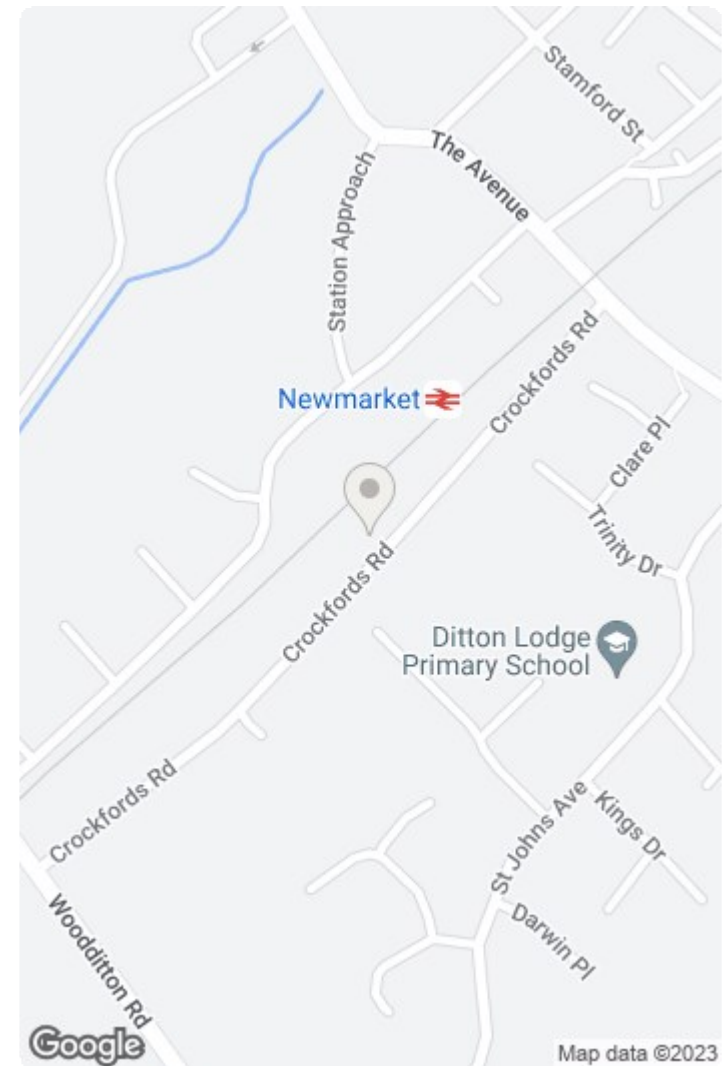 Stamford St
The Avenue
Station Approach
Newmarket
Crockfords Rd
Clare Pl
Trinity Dr
Crockfords Rd
Ditton Lodge
Primary School
Crockfords Rd
St Johns Ave
Kings Dr
Woodditton Rd
Darwin Pl
Google
Map data ©2023